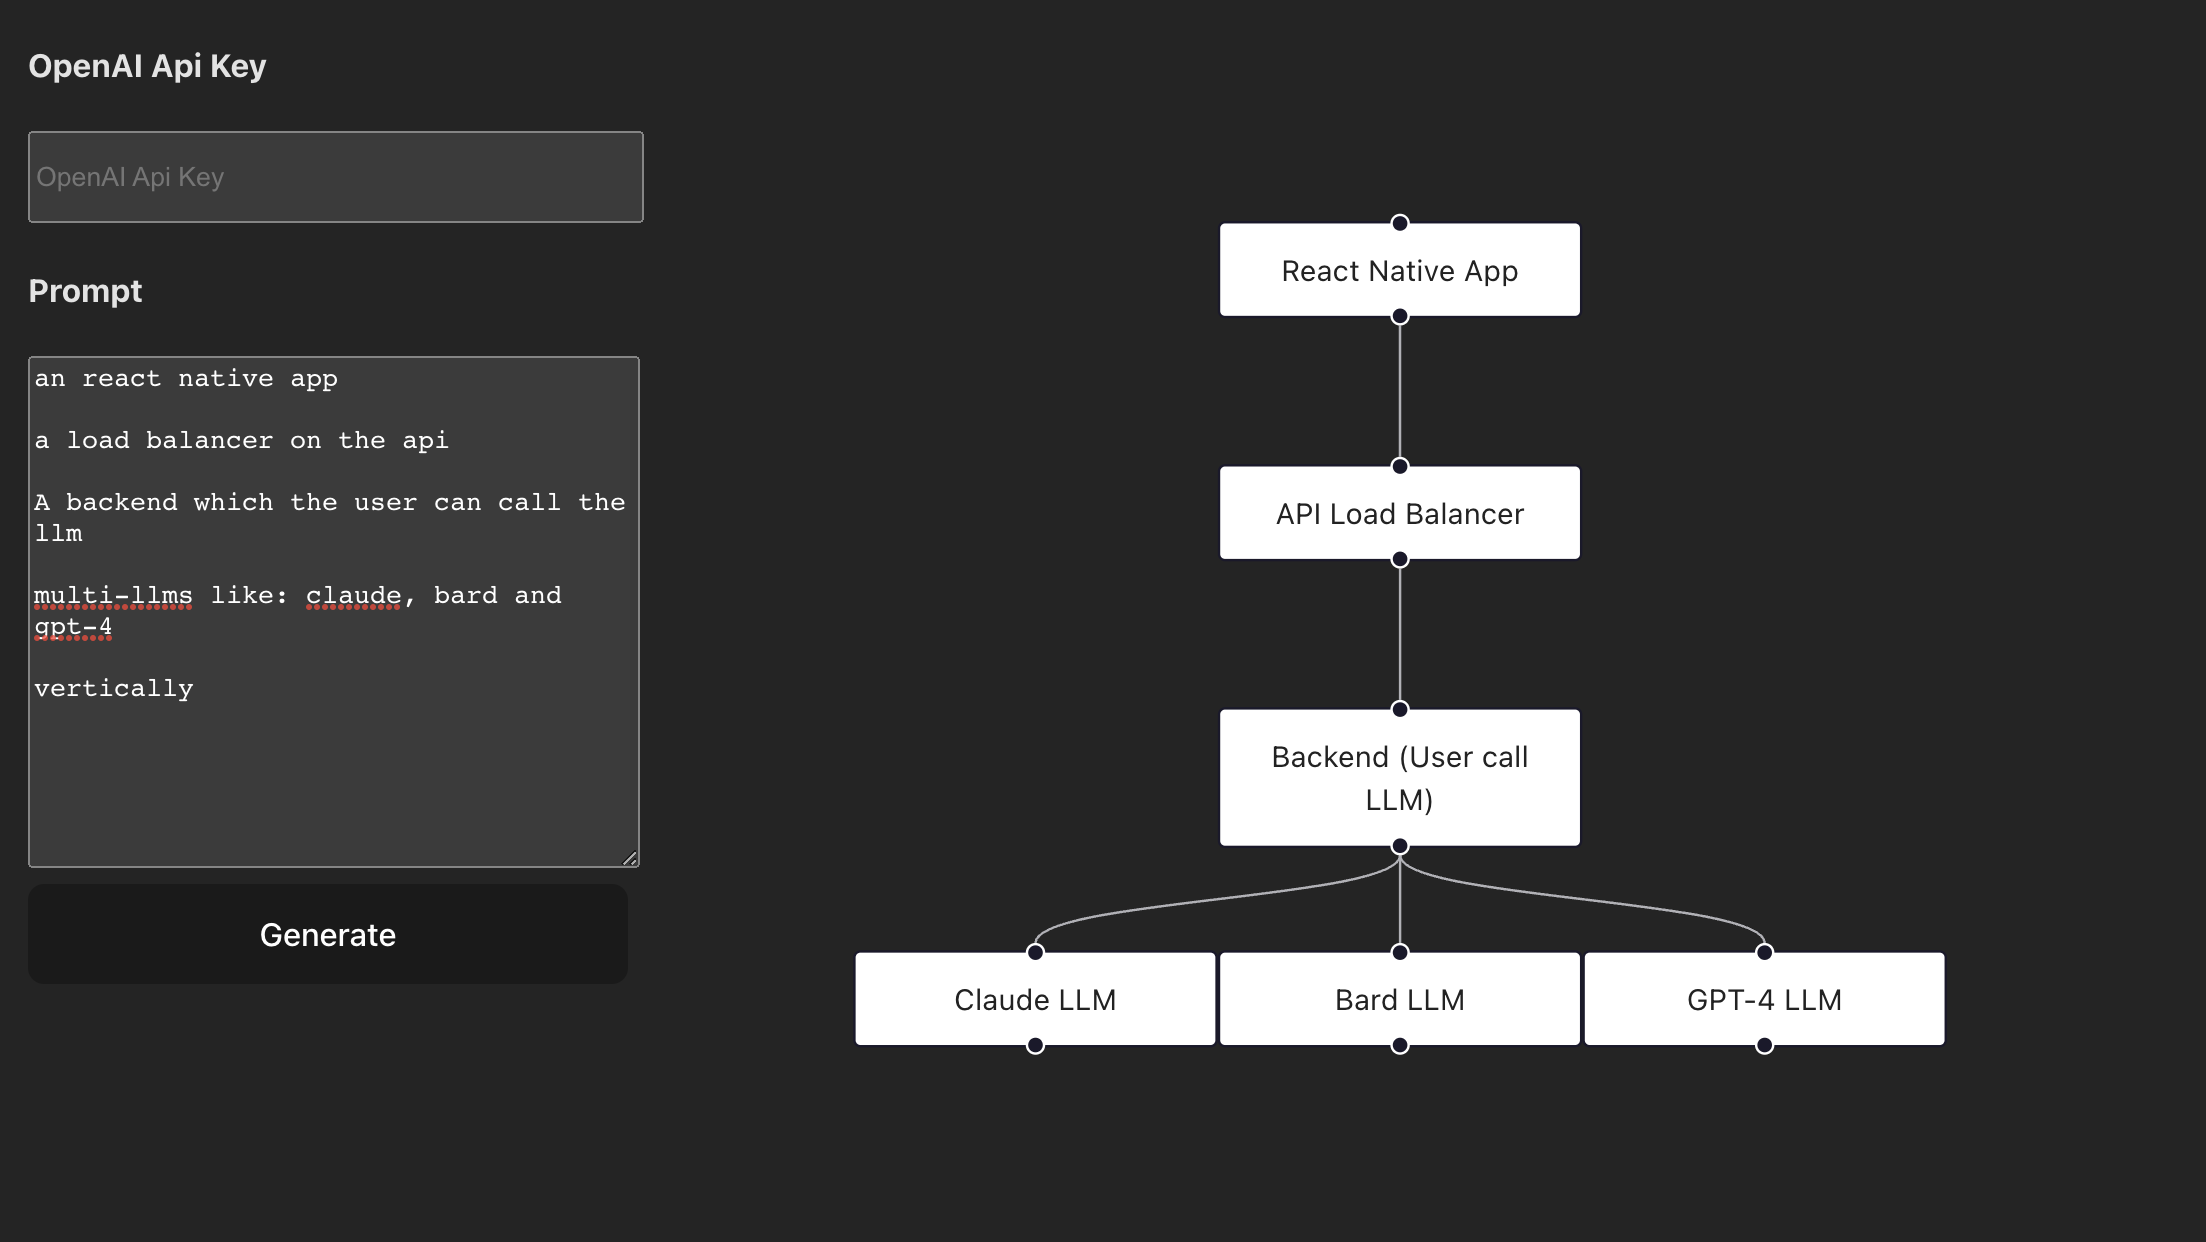 OpenAI Api Key
OpenAI Api Key
Prompt
an react native app
a load balancer on the api
A backend which the user can call the
llm
multi-llms like: claude, bard and
gpt-4
vertically
Generate
React Native App
API Load Balancer
Backend (User call
LLM)
Claude LLM
Bard LLM
GPT-4 LLM